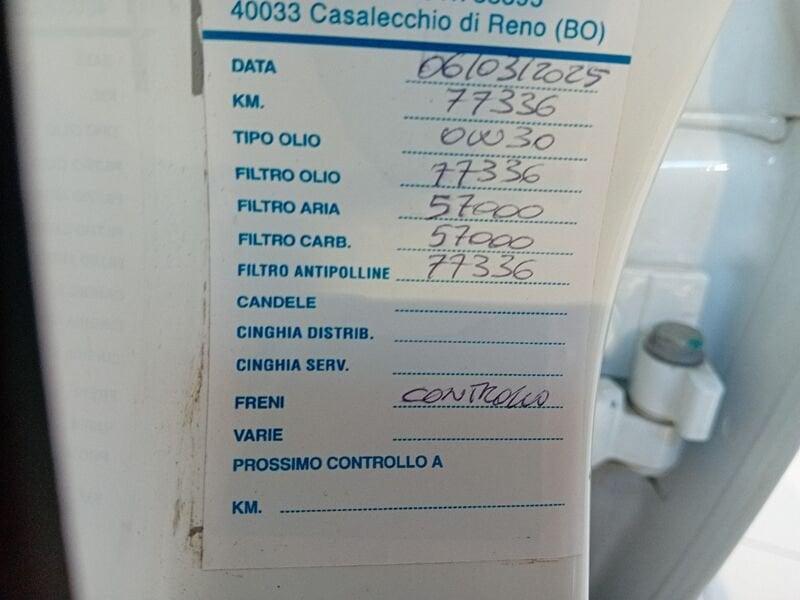 40033 Casalecchio di Reno (BO)
DATA 06/03/2025
KM. 77336
TIPO OLIO 0W30
FILTRO OLIO 77336
FILTRO ARIA 57000
FILTRO CARB. 57000
FILTRO ANTIPOLLINE 77336
CANDELE
CINGHIA DISTRIB.
CINGHIA SERV.
FRENI CONTROLLO
VARIE
PROSSIMO CONTROLLO A
KM.